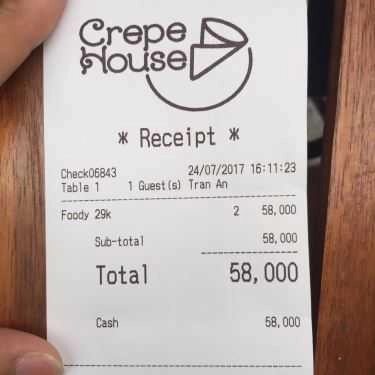 Crepe
House
* Receipt *
Check06843 24/07/2017 16:11:23
Table 1 1 Guest(s) Tran An
Foody 29k 2 58,000
Sub-total 58,000
Total 58,000
Cash 58,000